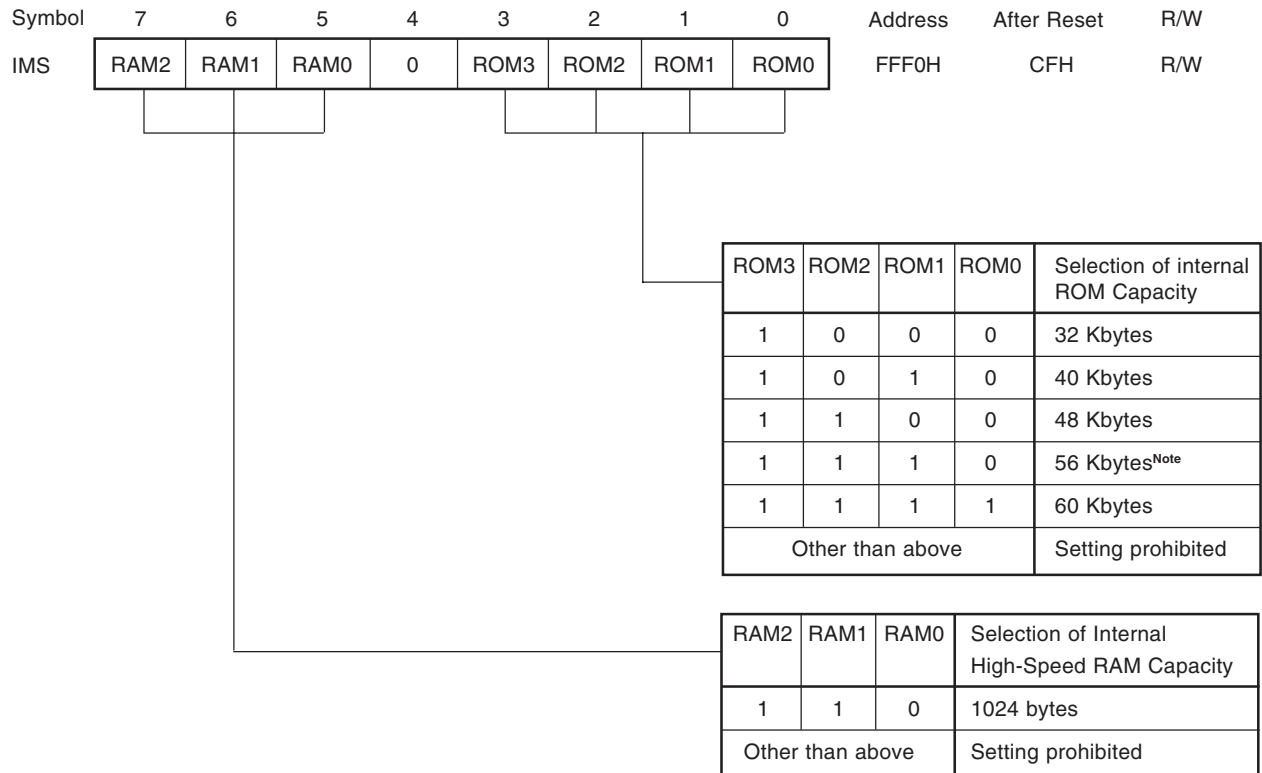 Symbol 7 6 5 4 3 2 1 0 Address After Reset R/W
IMS RAM2 RAM1 RAM0 0 ROM3 ROM2 ROM1 ROM0 FFF0H CFH R/W
ROM3 ROM2 ROM1 ROM0 Selection of internal
ROM Capacity
1 0 0 0 32 Kbytes
1 0 1 0 40 Kbytes
1 1 0 0 48 Kbytes
1 1 1 0 56 KbytesNote
1 1 1 1 60 Kbytes
Other than above Setting prohibited
RAM2 RAM1 RAM0 Selection of Internal
High-Speed RAM Capacity
1 1 0 1024 bytes
Other than above Setting prohibited